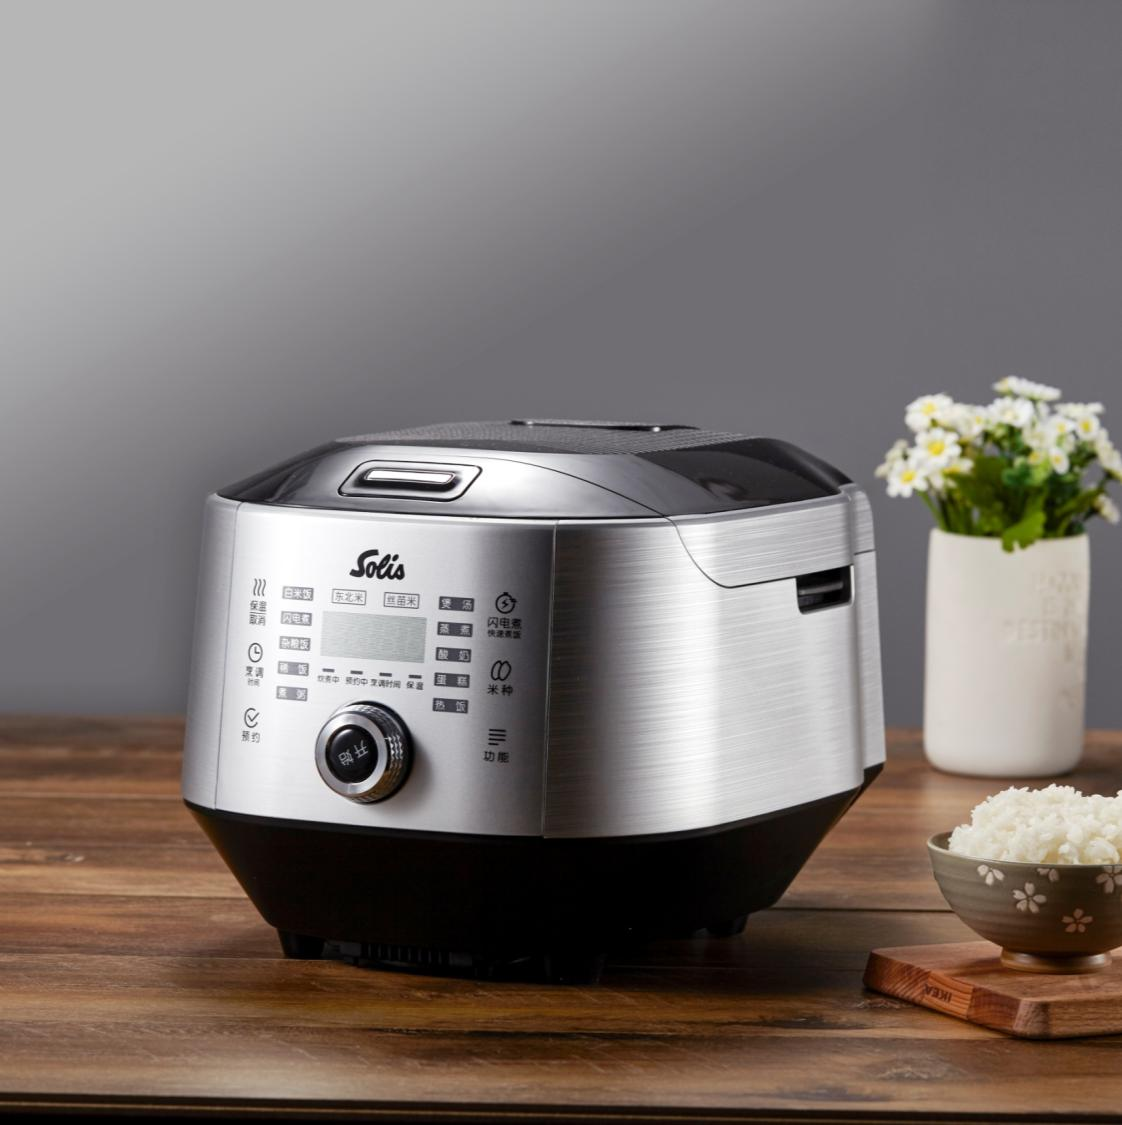 Solis
保温
取消
烹调
时间
预约
白米饭
闪电煮
杂粮饭
稀饭
煮粥
东北米
丝苗米
炊煮中
预约中
烹调时间
保温
煲汤
蒸煮
酸奶
蛋糕
热饭
闪电煮
快速煮饭
米种
功能
开始
IKEA